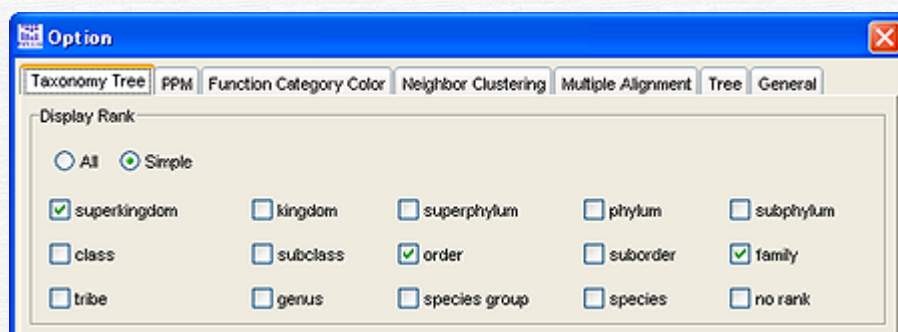 Option
Taxonomy Tree PPM Function Category Color Neighbor Clustering Multiple Alignment Tree General
Display Rank
All Simple
superkingdom kingdom superphylum phylum subphylum
class subclass order suborder family
tribe genus species group species no rank